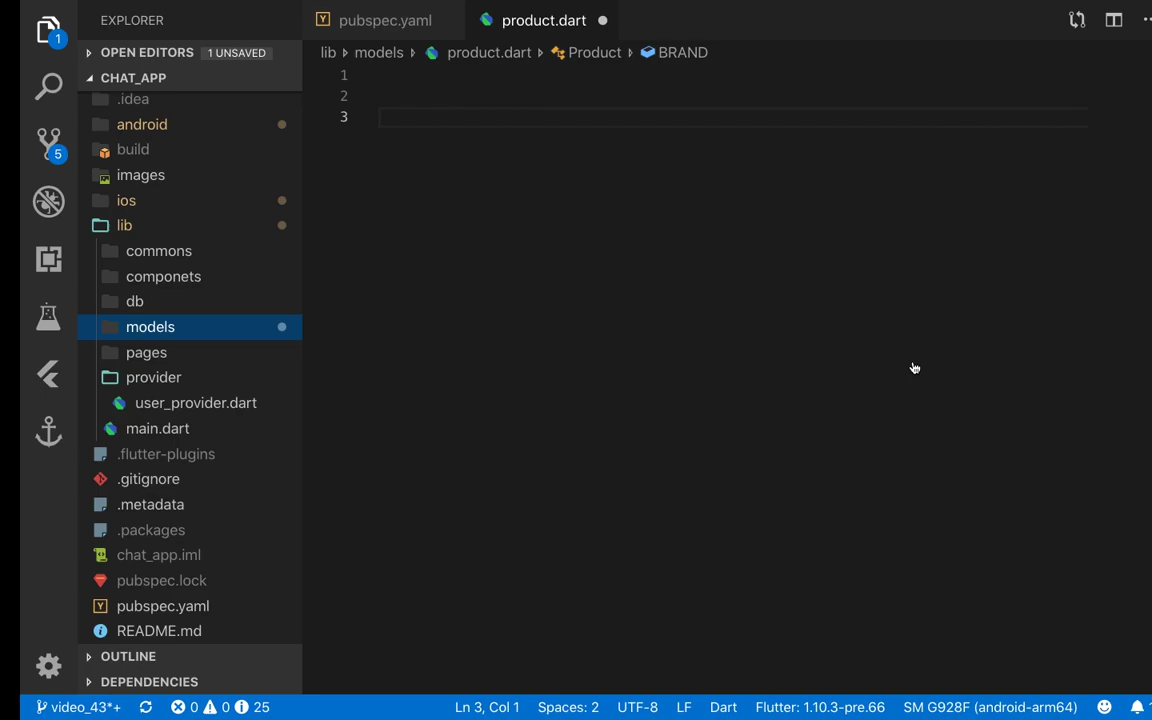 EXPLORER
pubspec.yaml
product.dart
OPEN EDITORS 1 UNSAVED
lib models product.dart Product BRAND
CHAT_APP
1
2
3
.idea
android
build
images
ios
lib
commons
componets
db
models
pages
provider
user_provider.dart
main.dart
.flutter-plugins
.gitignore
.metadata
.packages
chat_app.iml
pubspec.lock
pubspec.yaml
README.md
OUTLINE
DEPENDENCIES
1
5
video_43*+ 0 0 25 Ln 3, Col 1 Spaces: 2 UTF-8 LF Dart Flutter: 1.10.3-pre.66 SM G928F (android-arm64) 1